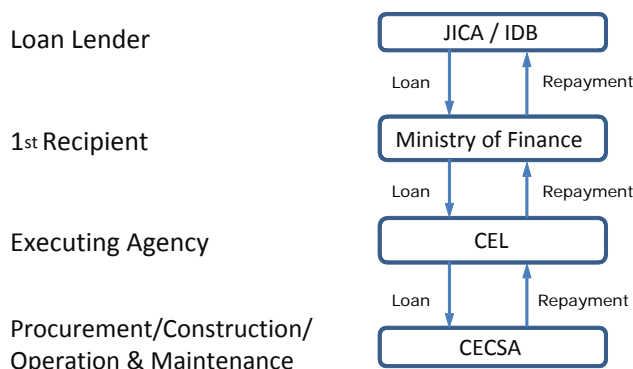 Loan Lender
JICA / IDB
Loan
Repayment
1st Recipient
Ministry of Finance
Loan
Repayment
Executing Agency
CEL
Loan
Repayment
Procurement/Construction/
Operation & Maintenance
CECSA